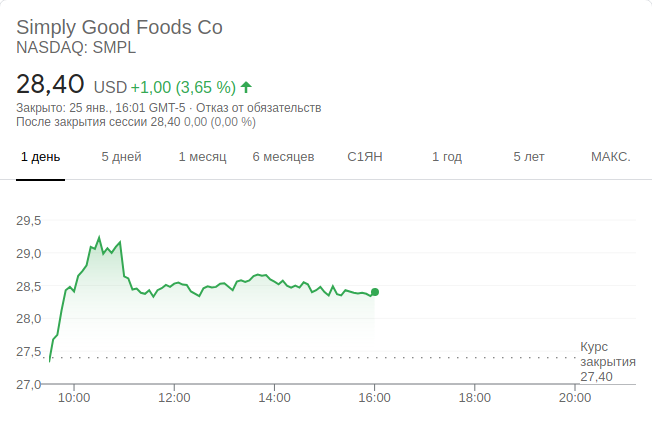 Simply Good Foods Co
NASDAQ: SMPL
28,40 USD +1,00 (3,65 %)
Закрыто: 25 янв., 16:01 GMT-5 · Отказ от обязательств
После закрытия сессии 28,40 0,00 (0,00 %)
1 день 5 дней 1 месяц 6 месяцев С1ЯН 1 год 5 лет МАКС.
29,5
29,0
28,5
28,0
27,5
27,0
Курс
закрытия
27,40
10:00 12:00 14:00 16:00 18:00 20:00